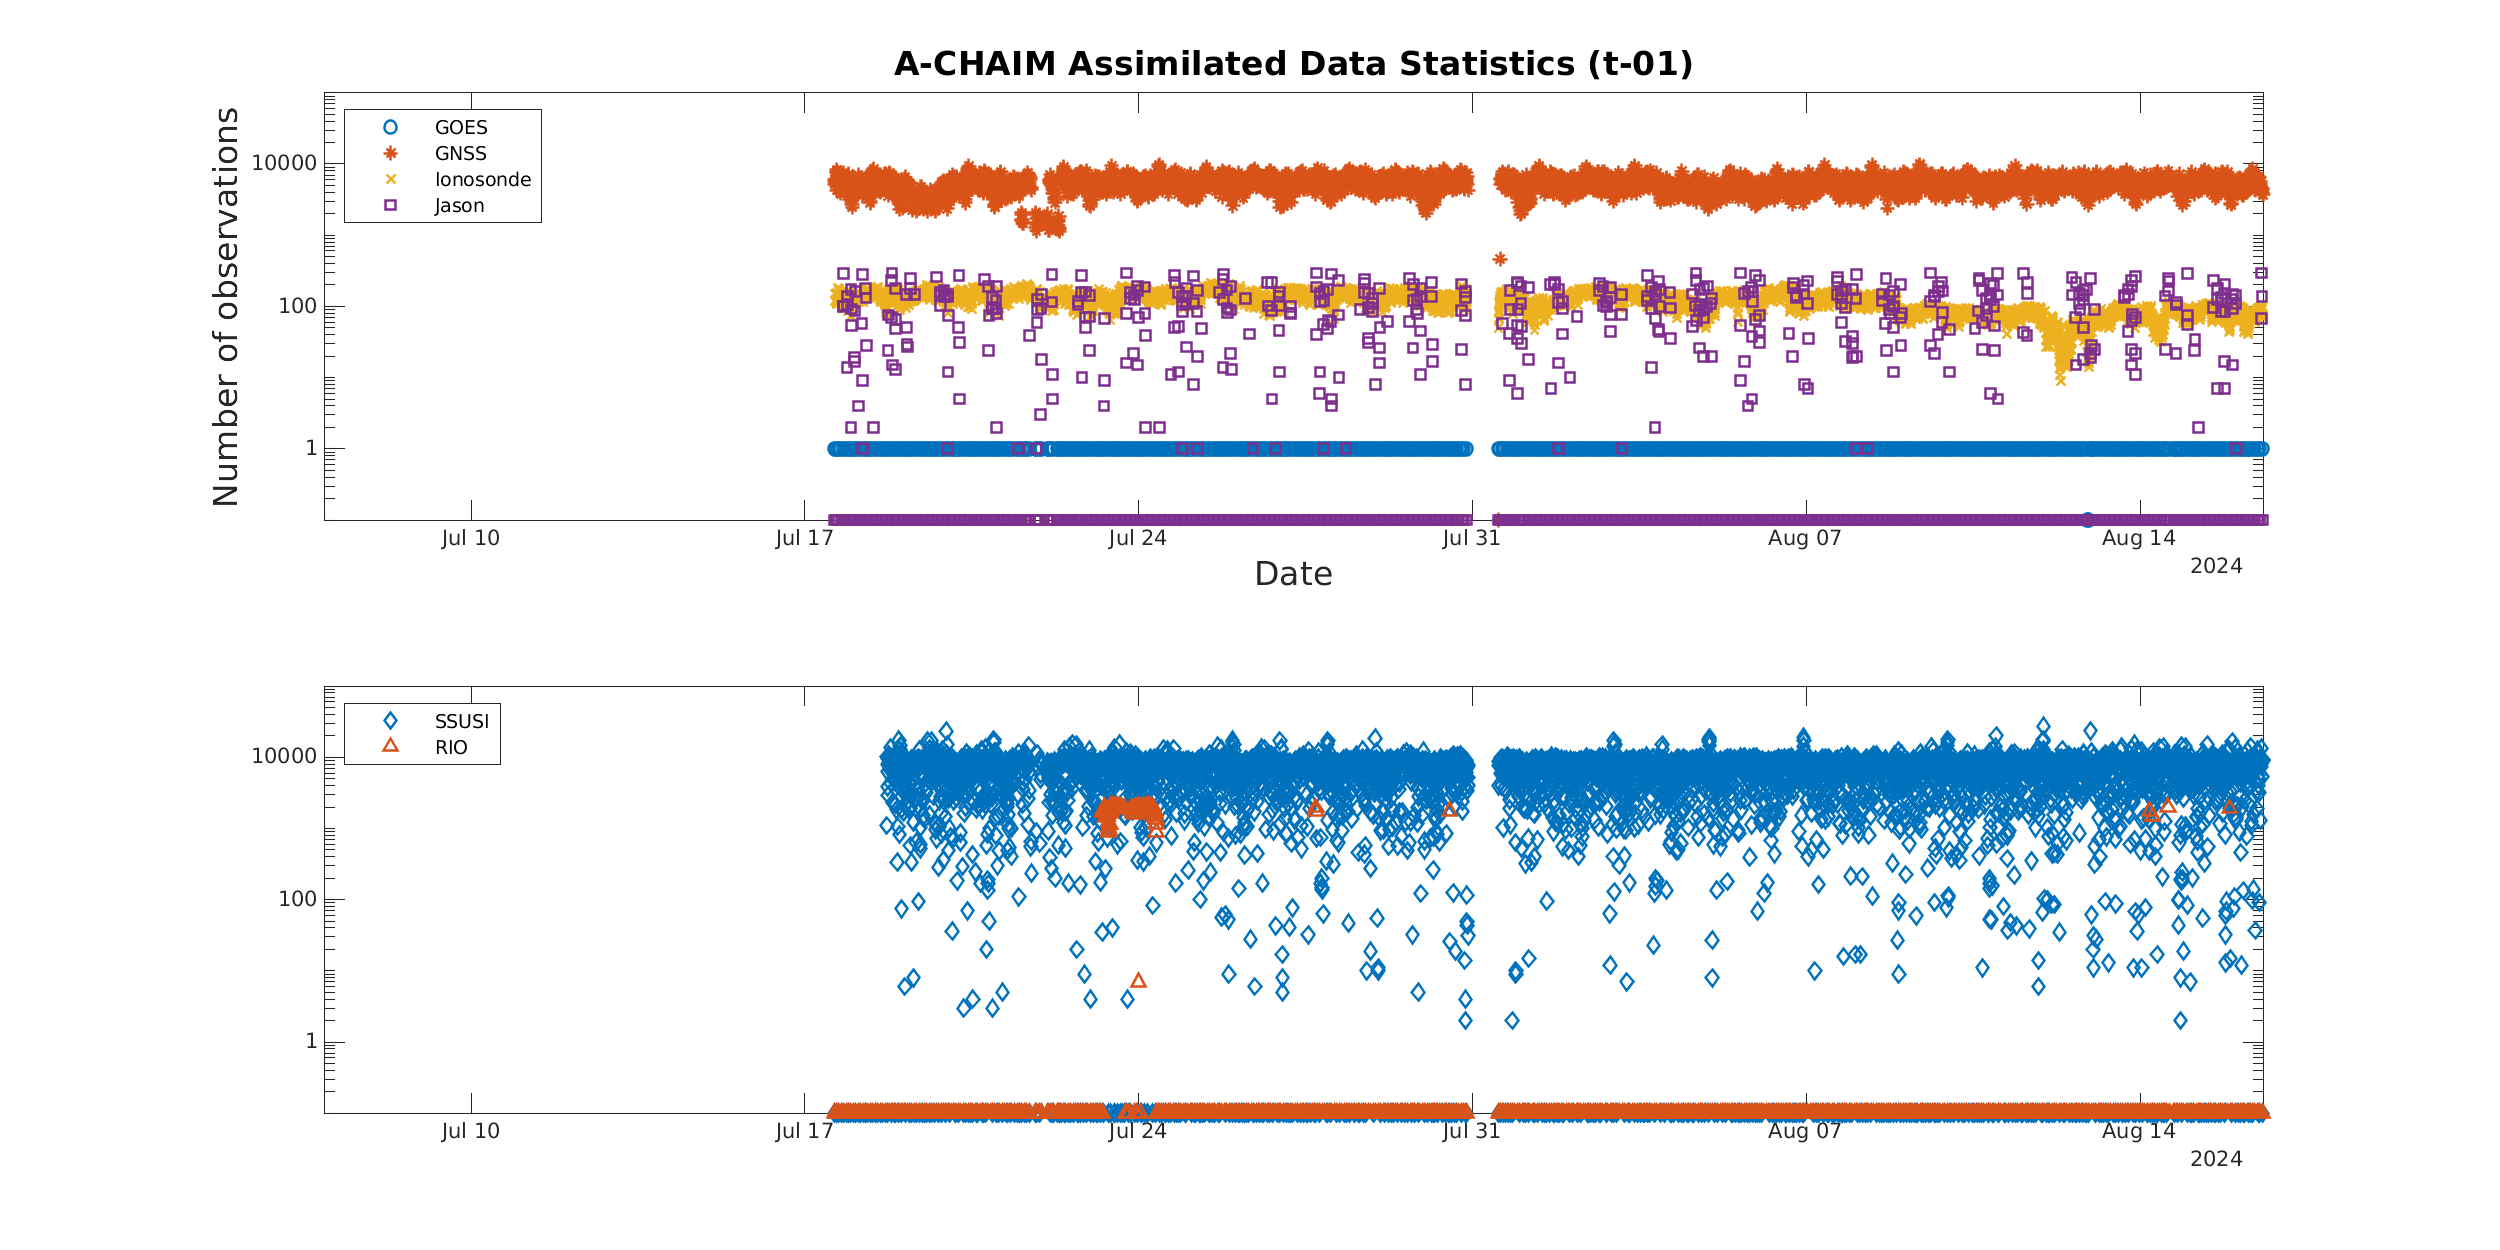 A-CHAIM Assimilated Data Statistics (t-01)
Number of observations
10000
100
1
GOES
GNSS
Ionosonde
Jason
Jul 10
Jul 17
Jul 24
Jul 31
Aug 07
Aug 14
2024
Date
10000
100
1
SSUSI
RIO
Jul 10
Jul 17
Jul 24
Jul 31
Aug 07
Aug 14
2024